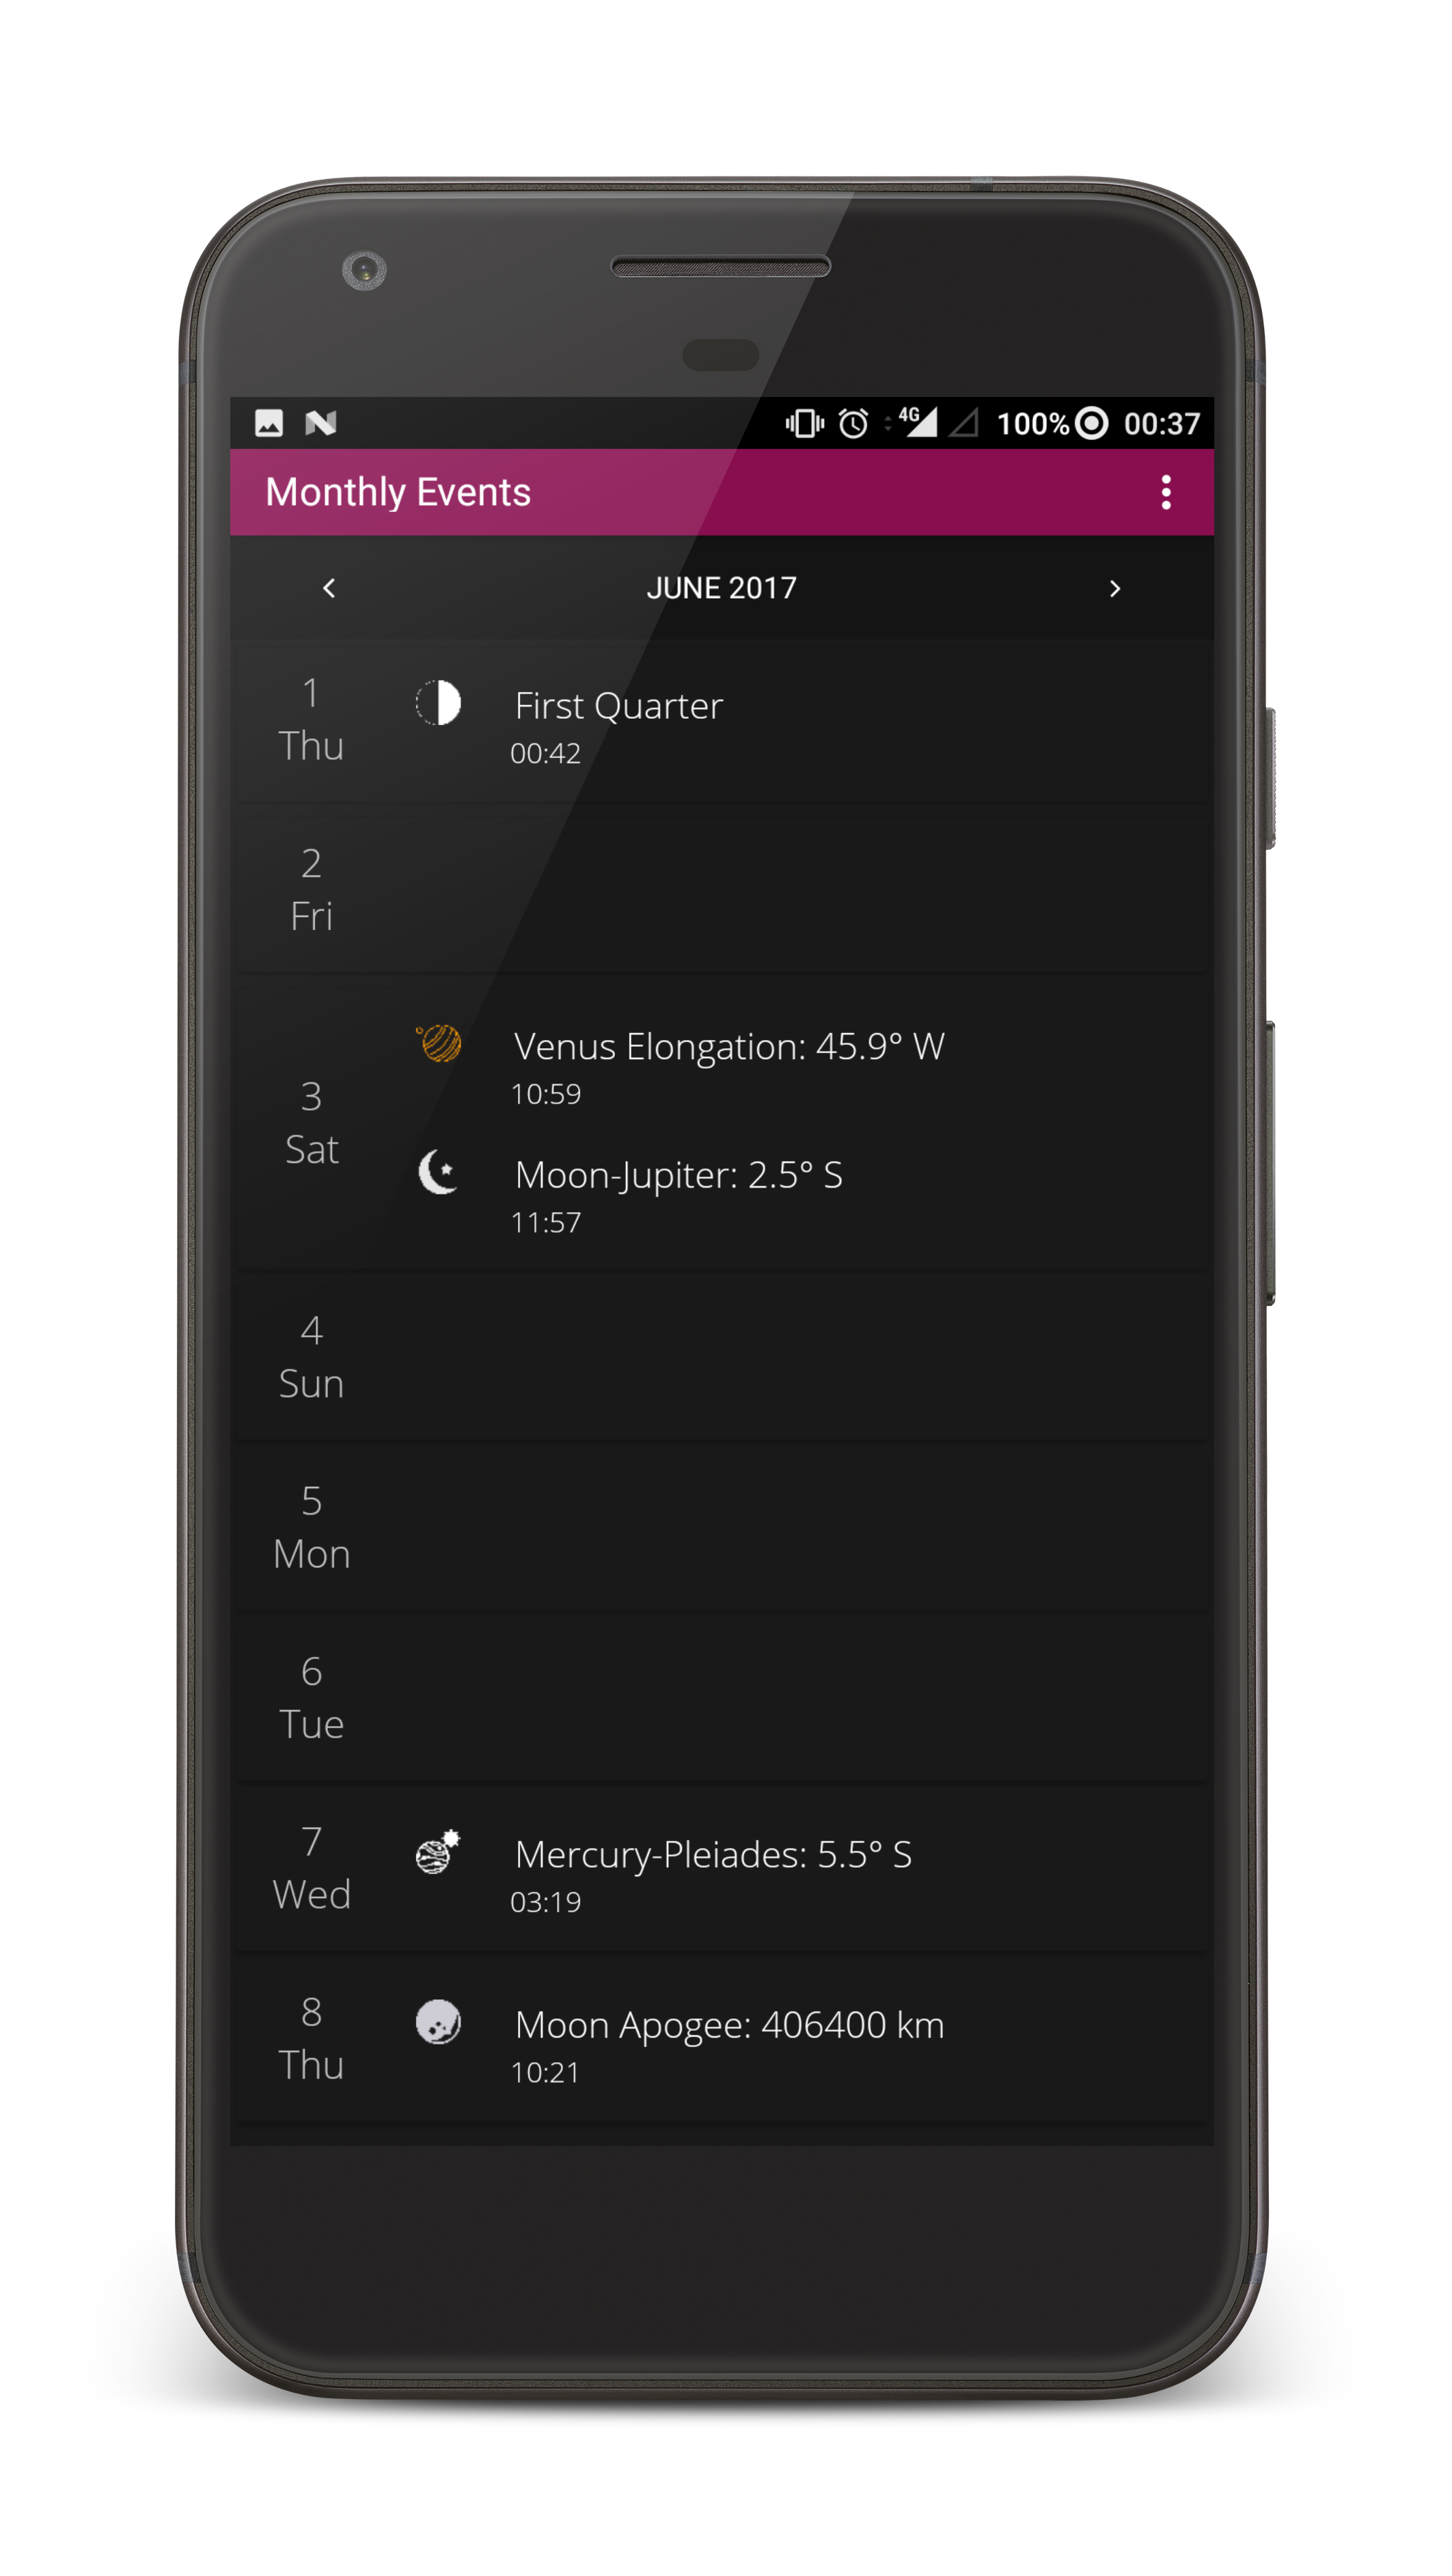 4G 100% 00:37
Monthly Events
JUNE 2017
1
Thu
First Quarter
00:42
2
Fri
3
Sat
Venus Elongation: 45.9° W
10:59
Moon-Jupiter: 2.5° S
11:57
4
Sun
5
Mon
6
Tue
7
Wed
Mercury-Pleiades: 5.5° S
03:19
8
Thu
Moon Apogee: 406400 km
10:21